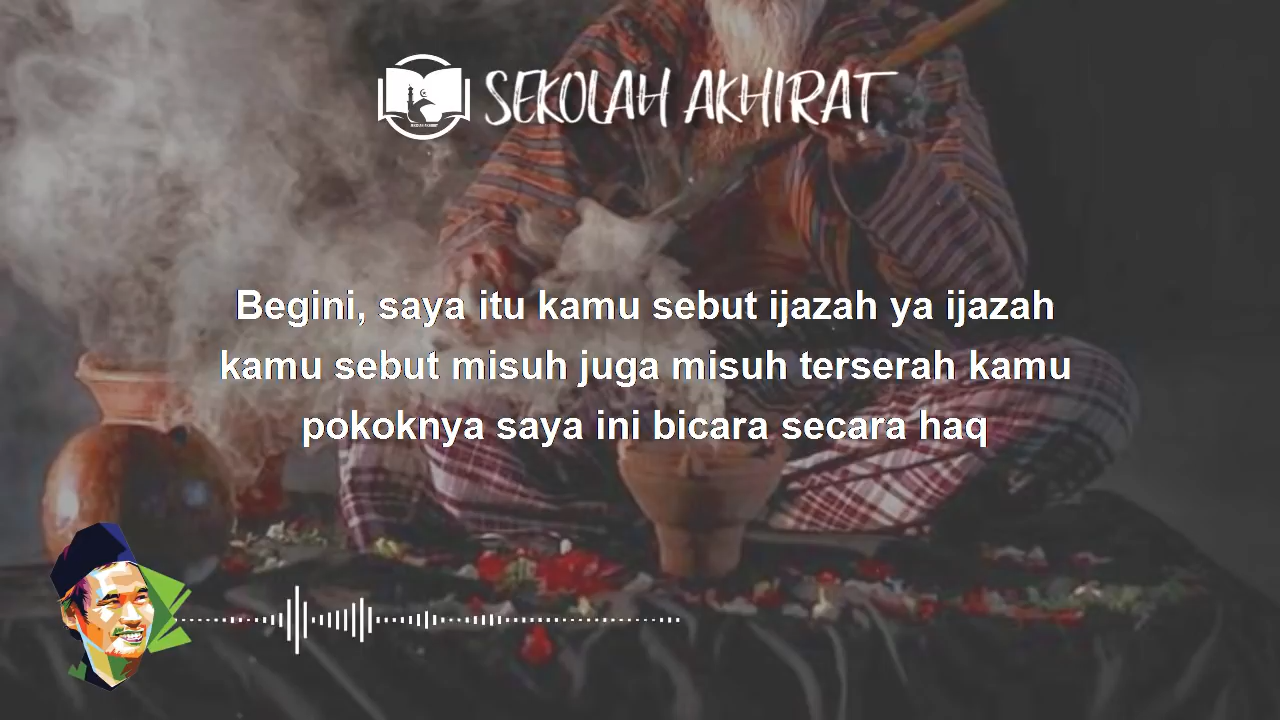 SEKOLAH AKHIRAT
Begini, saya itu kamu sebut ijazah ya ijazah
kamu sebut misuh juga misuh terserah kamu
pokoknya saya ini bicara secara haq